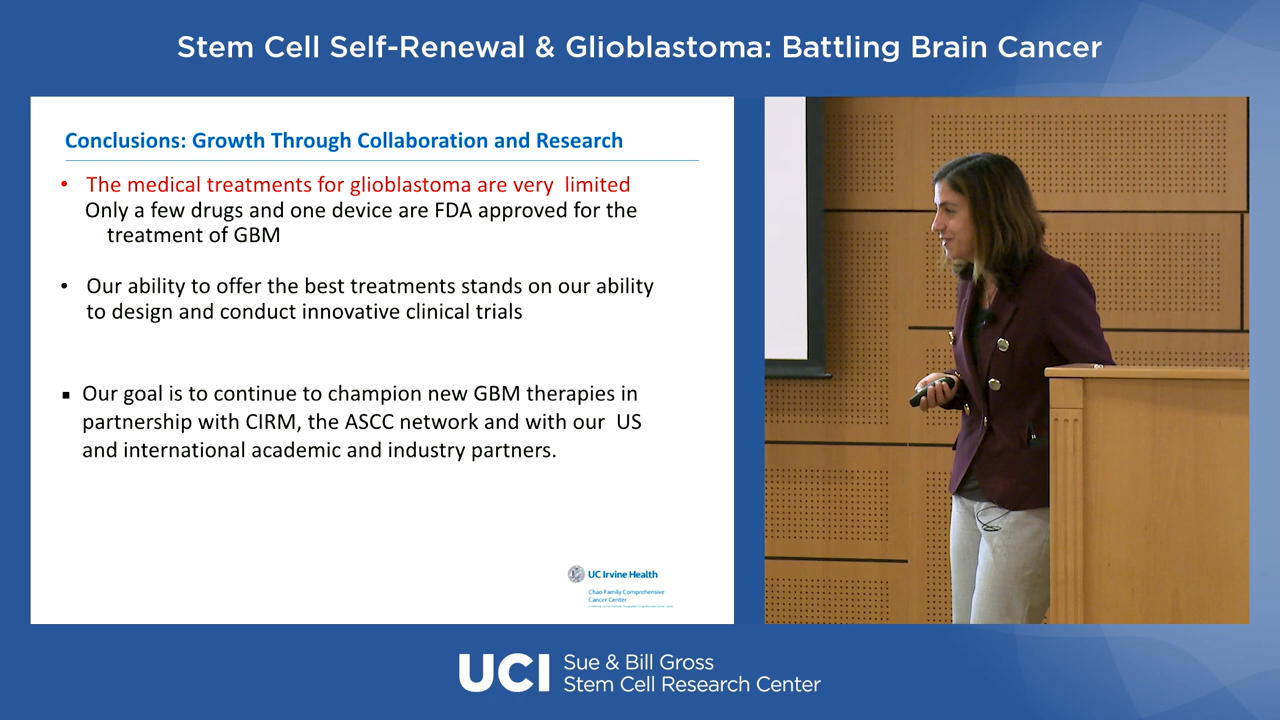 Stem Cell Self-Renewal & Glioblastoma: Battling Brain Cancer
Conclusions: Growth Through Collaboration and Research
• The medical treatments for glioblastoma are very limited
Only a few drugs and one device are FDA approved for the
treatment of GBM
• Our ability to offer the best treatments stands on our ability
to design and conduct innovative clinical trials
▪ Our goal is to continue to champion new GBM therapies in
partnership with CIRM, the ASCC network and with our US
and international academic and industry partners.
UC Irvine Health
Chao Family Comprehensive
Cancer Center
UCI Sue & Bill Gross
Stem Cell Research Center